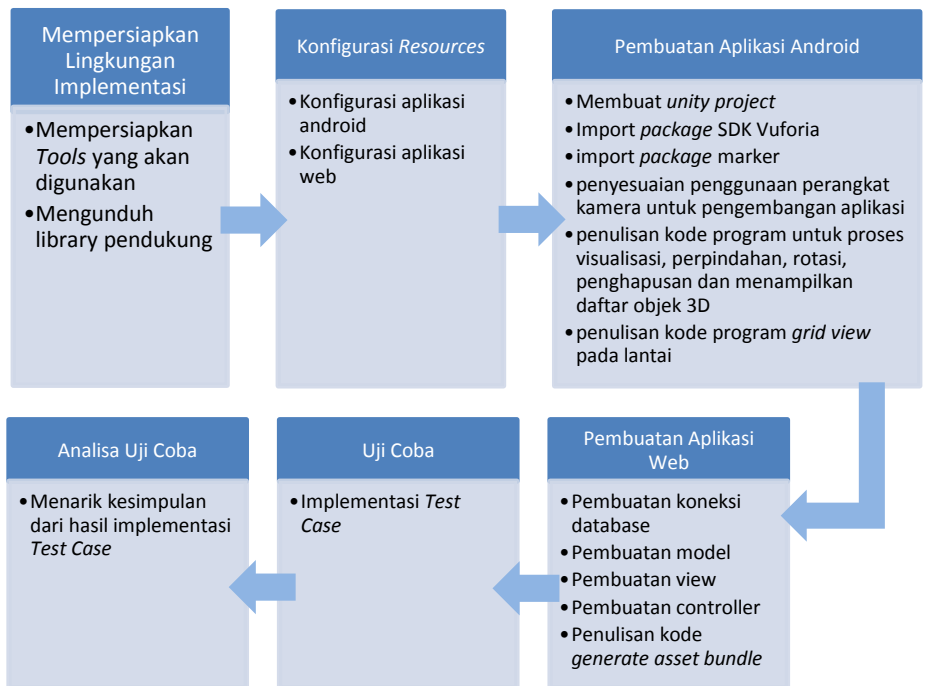 Mempersiapkan
Lingkungan
Implementasi
•Mempersiapkan
Tools yang akan
digunakan
•Mengunduh
library pendukung
Konfigurasi Resources
•Konfigurasi aplikasi
android
•Konfigurasi aplikasi
web
Pembuatan Aplikasi Android
•Membuat unity project
•Import package SDK Vuforia
•import package marker
•penyesuaian penggunaan perangkat
kamera untuk pengembangan aplikasi
•penulisan kode program untuk proses
visualisasi, perpindahan, rotasi,
penghapusan dan menampilkan
daftar objek 3D
•penulisan kode program grid view
pada lantai
Pembuatan Aplikasi
Web
•Pembuatan koneksi
database
•Pembuatan model
•Pembuatan view
•Pembuatan controller
•Penulisan kode
generate asset bundle
Uji Coba
•Implementasi Test
Case
Analisa Uji Coba
•Menarik kesimpulan
dari hasil implementasi
Test Case